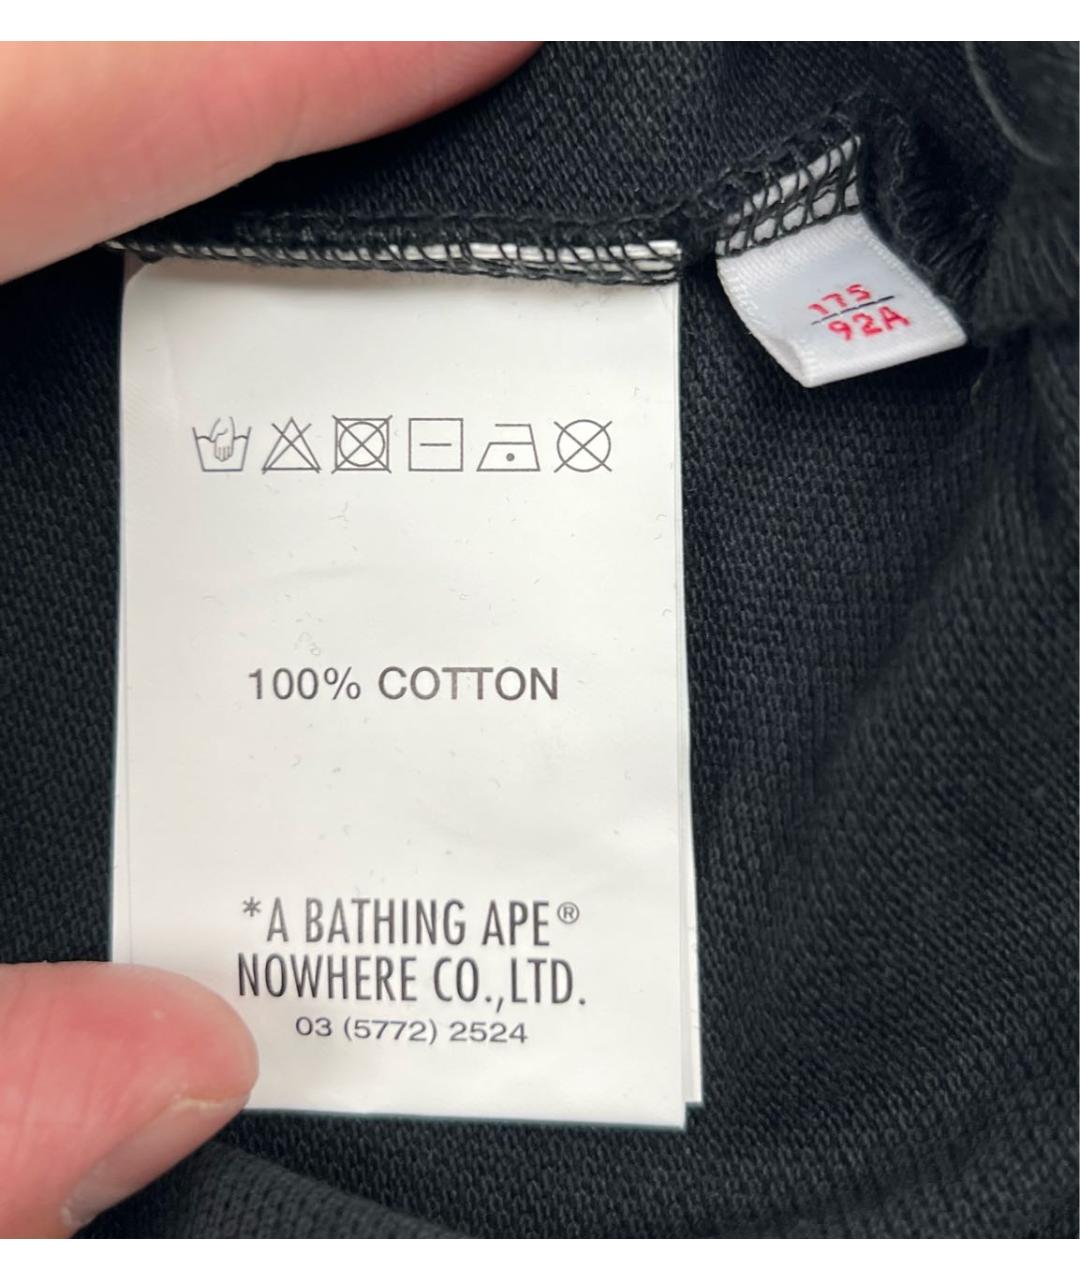 175
92A
100% COTTON
*A BATHING APE®
NOWHERE CO.,LTD.
03 (5772) 2524